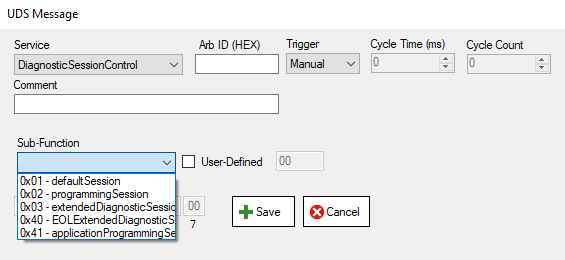 UDS Message
Service
Arb ID (HEX)
Trigger
Cycle Time (ms)
Cycle Count
DiagnosticSessionControl
Manual
0
0
Comment
Sub-Function
User-Defined
00
0x01 - defaultSession
0x02 - programmingSession
0x03 - extendedDiagnosticSessio
0x40 - EOLExtendedDiagnosticS
0x41 - applicationProgrammingSe
00
7
Save
Cancel